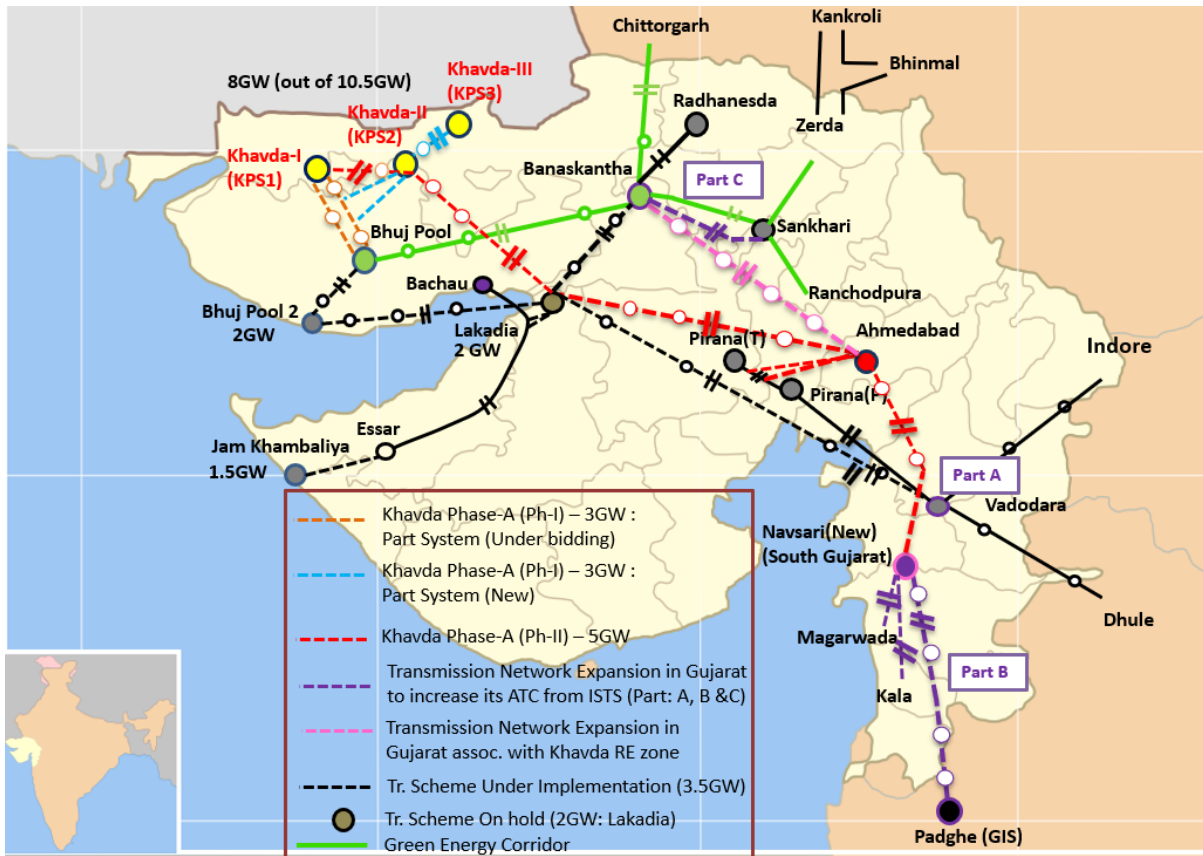 Kankroli
Chittorgarh
Bhinmal
8GW (out of 10.5GW)
Khavda-III
(KPS3)
Radhanesda
Khavda-II
(KPS2)
Zerda
Khavda-I
(KPS1)
Banaskantha
Part C
Bhuj Pool
Sankhari
Bachau
Ranchodpura
Bhuj Pool 2
2GW
Lakadia
2 GW
Ahmedabad
Pirana(T)
Indore
Pirana(P)
Essar
Jam Khambaliya
1.5GW
Part A
Vadodara
Navsari(New)
(South Gujarat)
Dhule
Magarwada
Part B
Kala
Padghe (GIS)
Khavda Phase-A (Ph-I) – 3GW :
Part System (Under bidding)
Khavda Phase-A (Ph-I) – 3GW :
Part System (New)
Khavda Phase-A (Ph-II) – 5GW
Transmission Network Expansion in Gujarat
to increase its ATC from ISTS (Part: A, B &C)
Transmission Network Expansion in
Gujarat assoc. with Khavda RE zone
Tr. Scheme Under Implementation (3.5GW)
Tr. Scheme On hold (2GW: Lakadia)
Green Energy Corridor